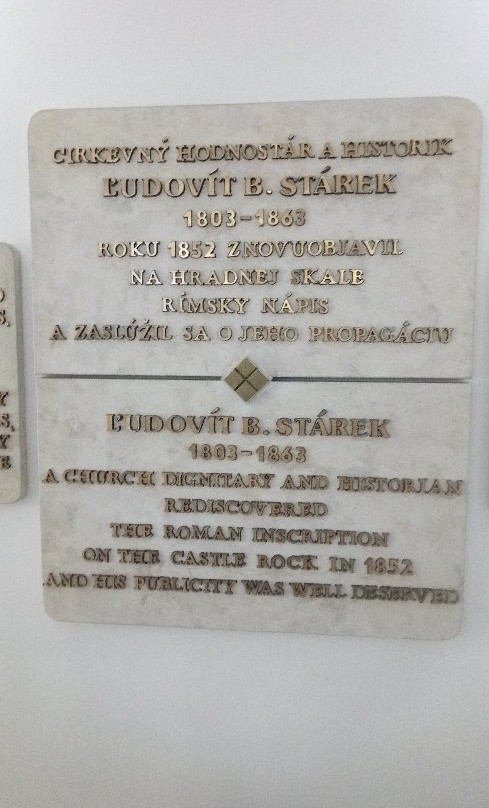 CIRKEVNÝ HODNOSTÁR A HISTORIK
ĽUDOVÍT B. STÁREK
1803-1863
ROKU 1852 ZNOVUOBJAVIL
NA HRADNEJ SKALE
RÍMSKY NÁPIS
A ZASLÚŽIL SA O JEHO PROPAGÁCIU
ĽUDOVÍT B. STÁREK
1803-1863
A CHURCH DIGNITARY AND HISTORIAN
REDISCOVERED
THE ROMAN INSCRIPTION
ON THE CASTLE ROCK IN 1852
AND HIS PUBLICITY WAS WELL DESERVED